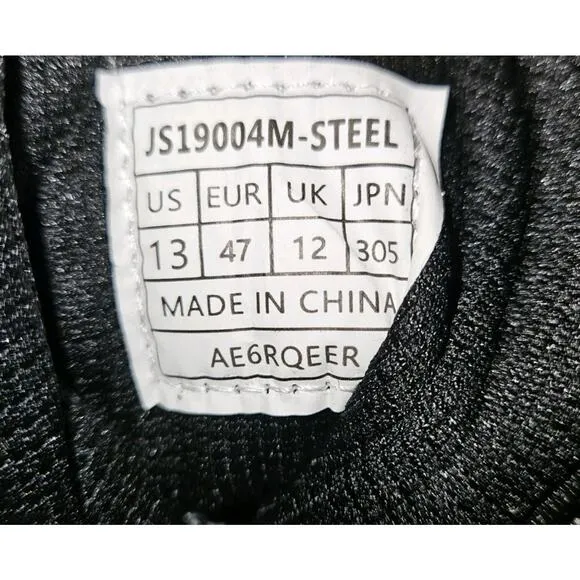 JS19004M-STEEL
US EUR UK JPN
13 47 12 305
MADE IN CHINA
AE6RQEER